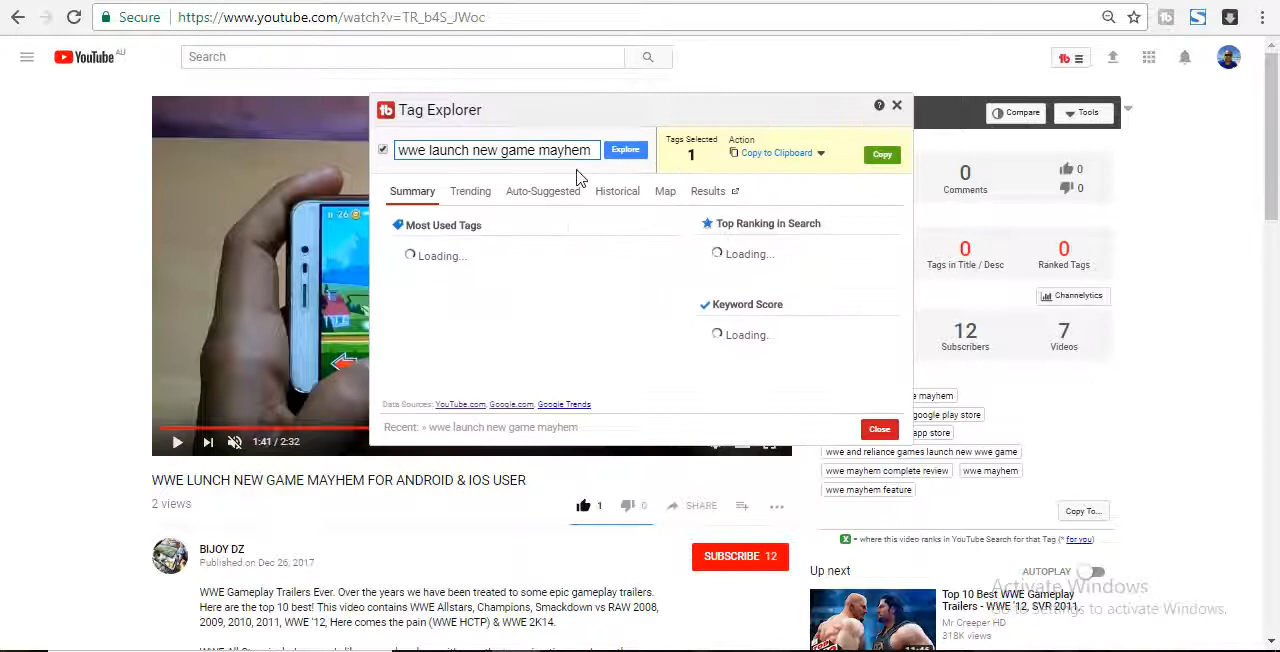 Secure https://www.youtube.com/watch?v=TR_b4S_JWoc
YouTube AU
Search
Tag Explorer
wwe launch new game mayhem
Explore
Tags Selected
1
Action
Copy to Clipboard
Copy
Summary Trending Auto-Suggested Historical Map Results
Most Used Tags
Loading...
Top Ranking in Search
Loading...
Keyword Score
Loading...
Data Sources: YouTube.com, Google.com, Google Trends
Recent: » wwe launch new game mayhem
Close
Compare Tools
0
Comments
0
0
0
Tags in Title / Desc
0
Ranked Tags
Channelytics
12
Subscribers
7
Videos
e mayhem
google play store
app store
wwe and reliance games launch new wwe game
wwe mayhem complete review wwe mayhem
wwe mayhem feature
Copy To...
= where this video ranks in YouTube Search for that Tag (* for you)
26
1:41 / 2:32
WWE LUNCH NEW GAME MAYHEM FOR ANDROID & IOS USER
2 views
1 0 SHARE
BIJOY DZ
Published on Dec 26, 2017
SUBSCRIBE 12
WWE Gameplay Trailers Ever. Over the years we have been treated to some epic gameplay trailers.
Here are the top 10 best! This video contains WWE Allstars, Champions, Smackdown vs RAW 2008,
2009, 2010, 2011, WWE '12, Here comes the pain (WWE HCTP) & WWE 2K14.
Up next
AUTOPLAY
Top 10 Best WWE Gameplay
Trailers - WWE '12, SVR 2011,
Mr Creeper HD
318K views
Activate Windows
Go to Settings to activate Windows.